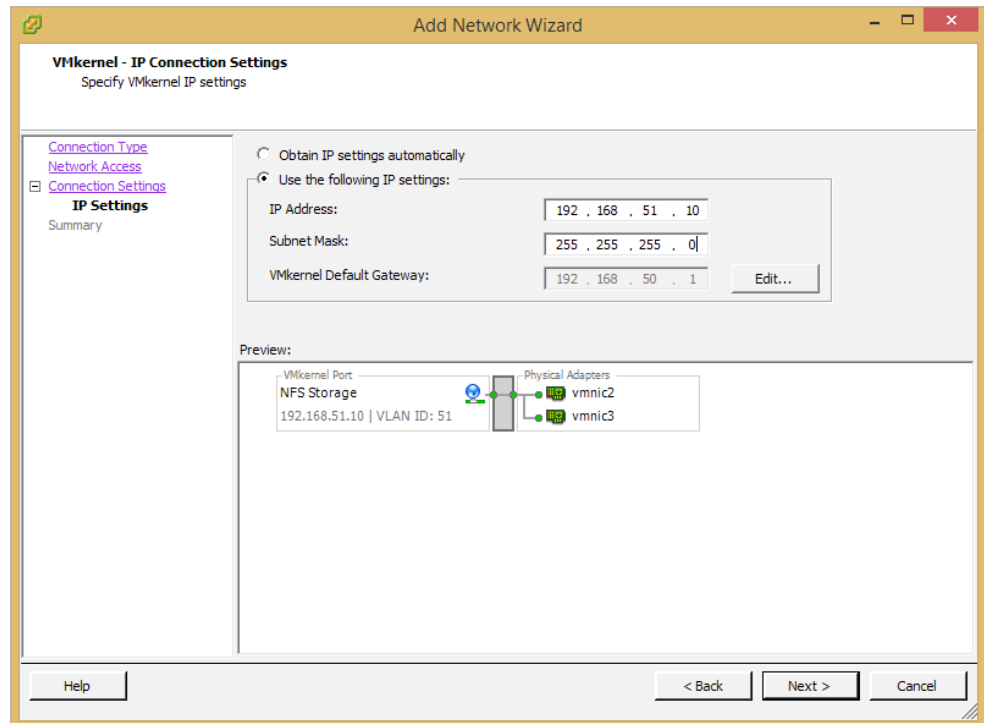 Add Network Wizard
VMkernel - IP Connection Settings
Specify VMkernel IP settings
Connection Type
Network Access
Connection Settings
IP Settings
Summary
Obtain IP settings automatically
Use the following IP settings:
IP Address:
192 . 168 . 51 . 10
Subnet Mask:
255 . 255 . 255 . 0
VMkernel Default Gateway:
192 . 168 . 50 . 1
Edit...
Preview:
VMkernel Port
NFS Storage
192.168.51.10 | VLAN ID: 51
Physical Adapters
vmnic2
vmnic3
Help
< Back
Next >
Cancel